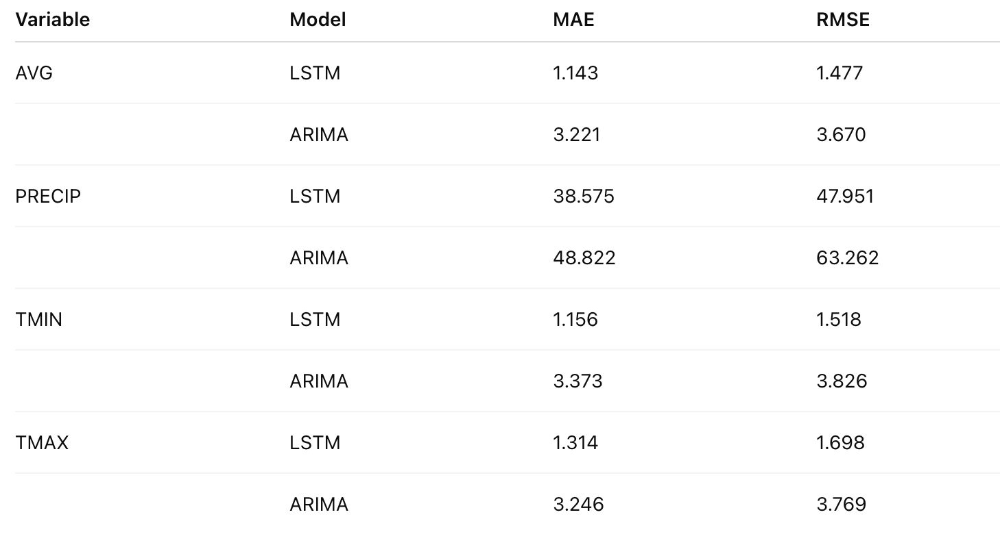 Variable Model MAE RMSE
AVG LSTM 1.143 1.477
ARIMA 3.221 3.670
PRECIP LSTM 38.575 47.951
ARIMA 48.822 63.262
TMIN LSTM 1.156 1.518
ARIMA 3.373 3.826
TMAX LSTM 1.314 1.698
ARIMA 3.246 3.769